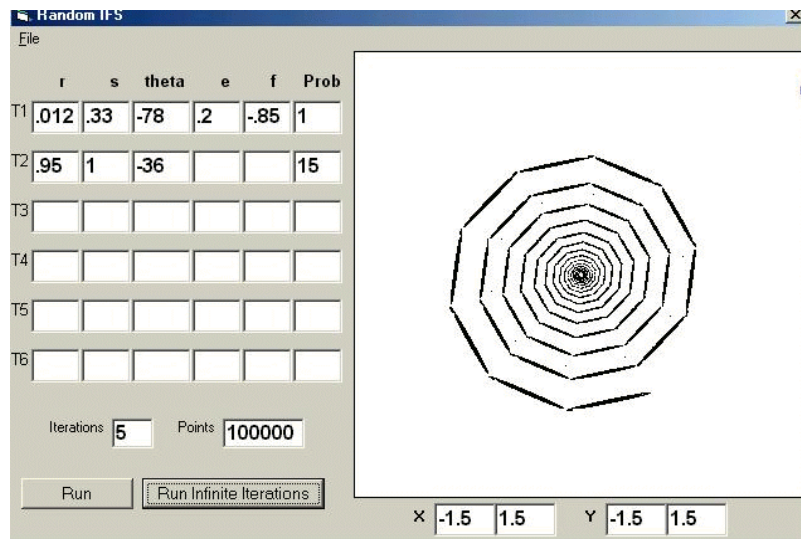 Random IFS
File
r s theta e f Prob
T1 .012 .33 -78 .2 -.85 1
T2 .95 1 -36 15
T3
T4
T5
T6
Iterations 5 Points 100000
Run Run Infinite Iterations
X -1.5 1.5 Y -1.5 1.5